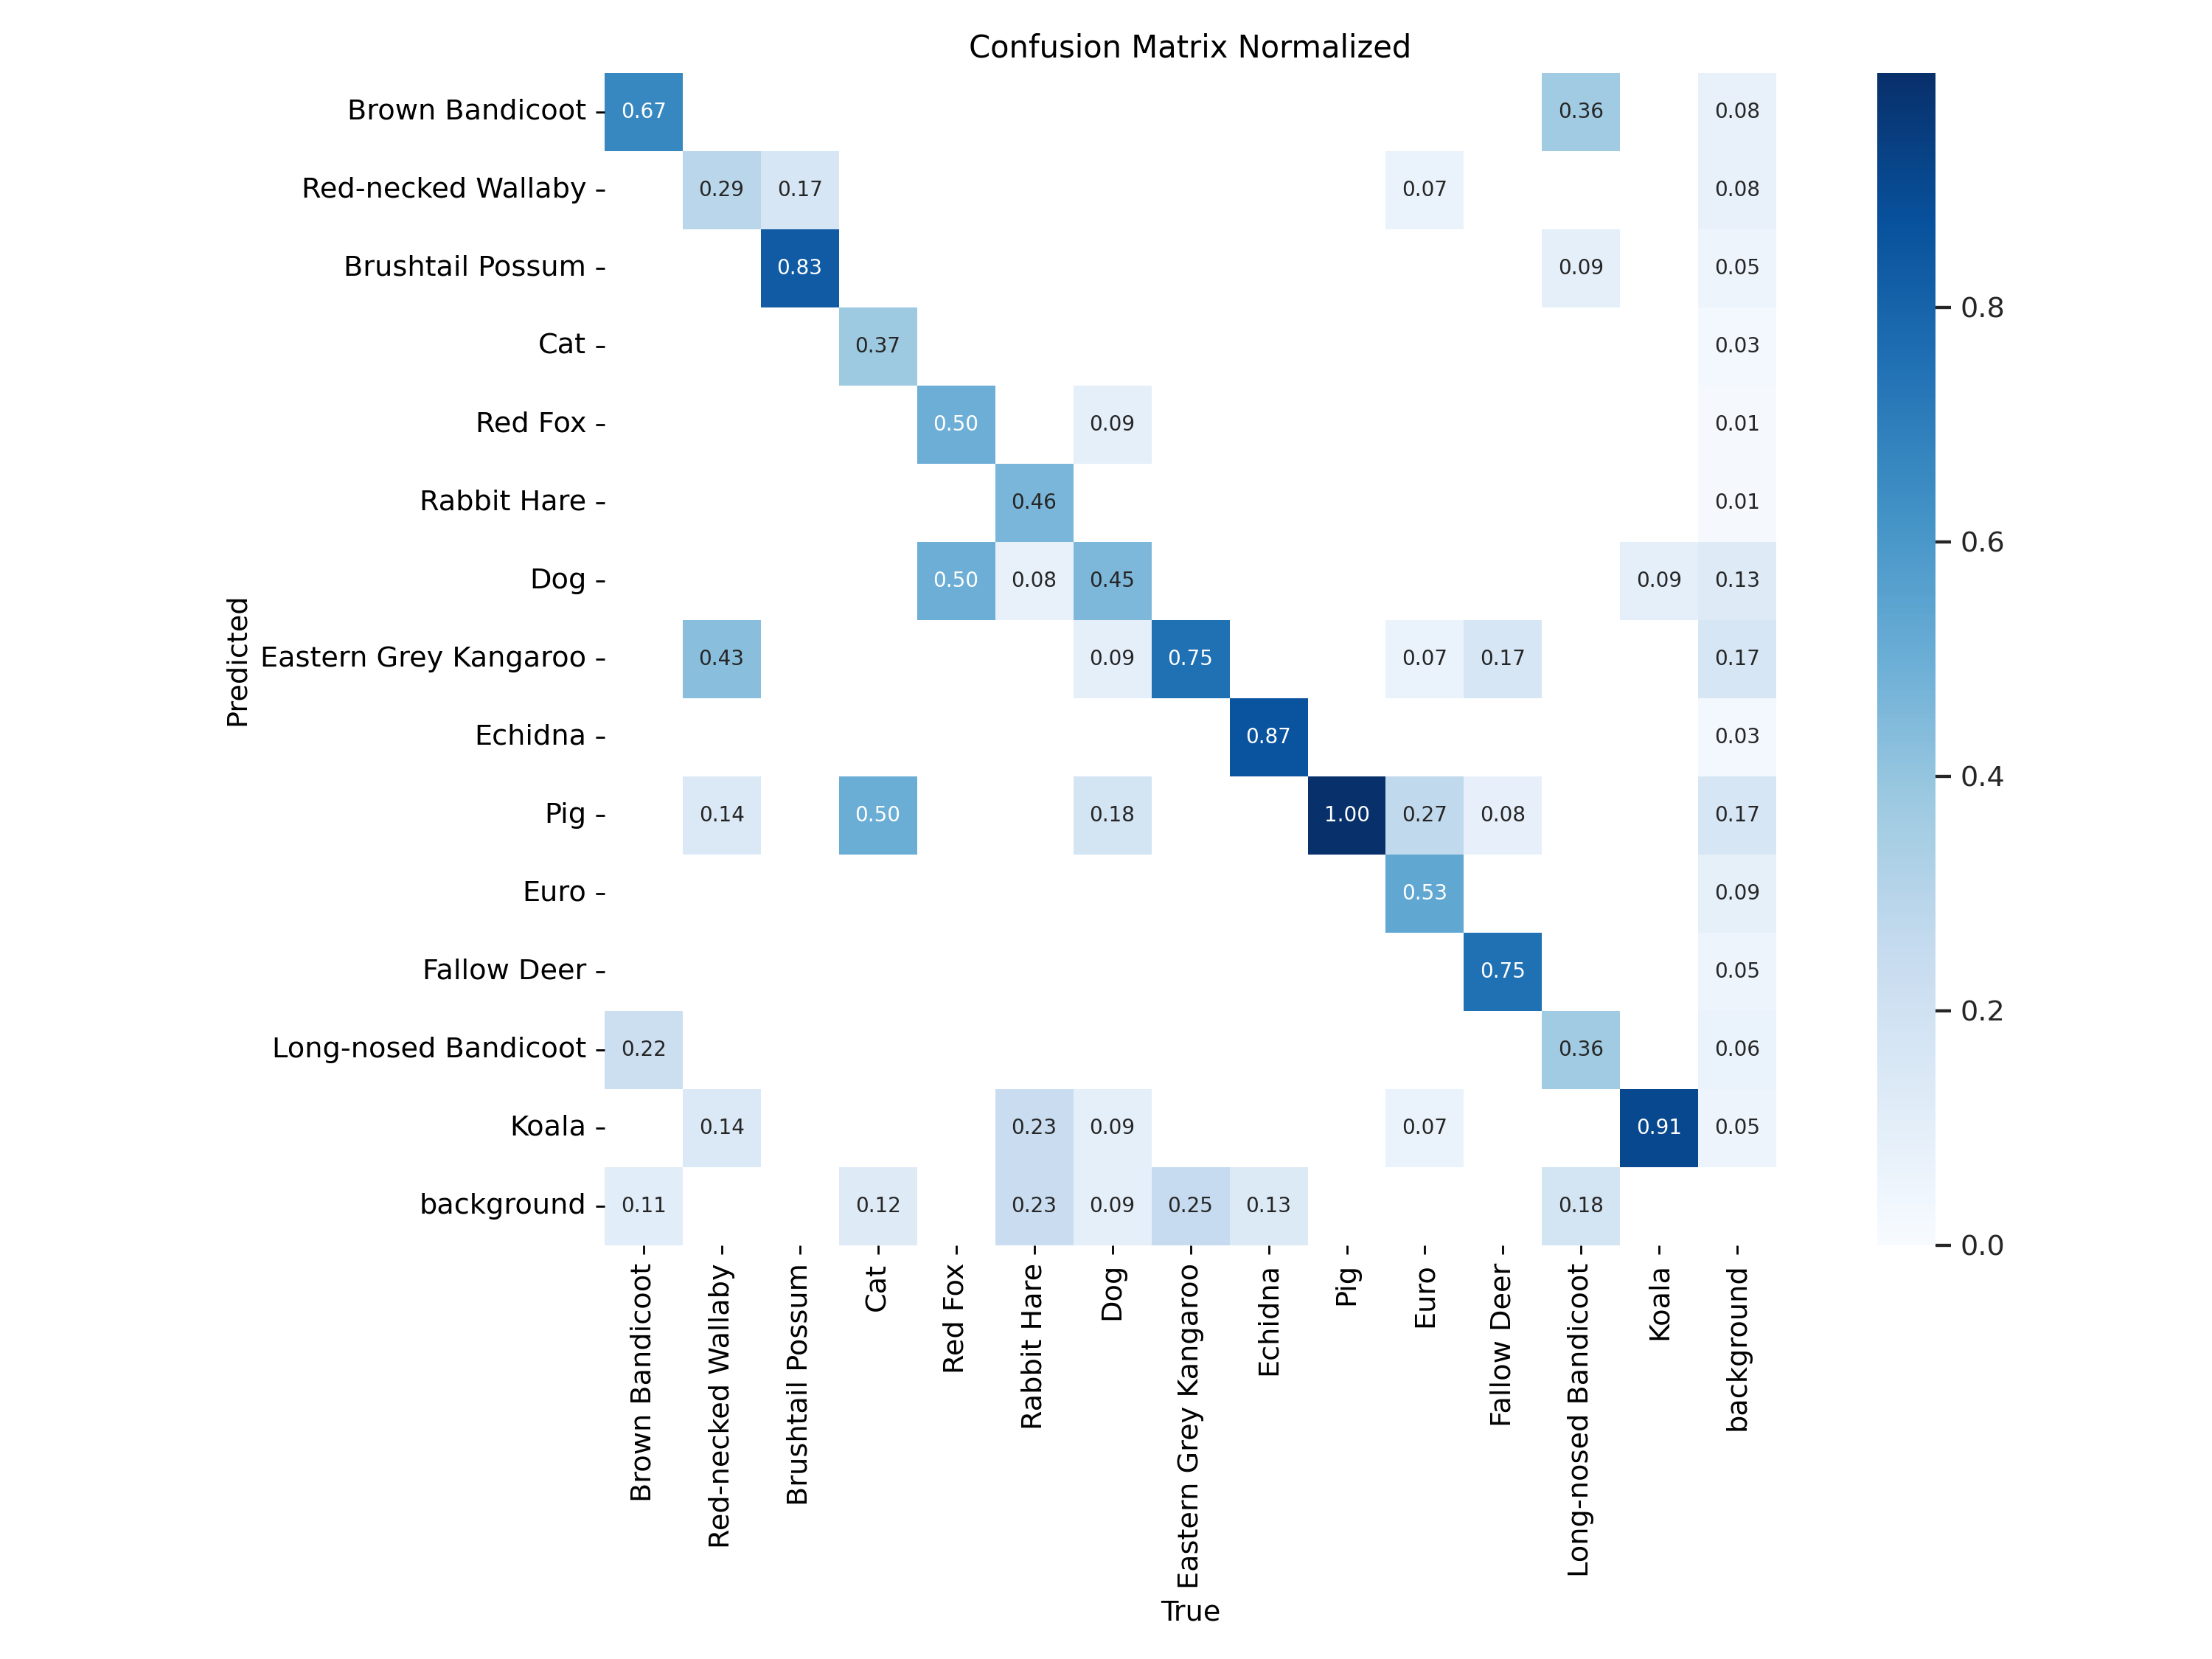 Confusion Matrix Normalized
Brown Bandicoot 0.67 0.36 0.08
Red-necked Wallaby 0.29 0.17 0.07 0.08
Brushtail Possum 0.83 0.09 0.05
0.8
Cat 0.37 0.03
Red Fox 0.50 0.09 0.01
Rabbit Hare 0.46 0.01
0.6
Dog 0.50 0.08 0.45 0.09 0.13
Predicted
Eastern Grey Kangaroo 0.43 0.09 0.75 0.07 0.17 0.17
Echidna 0.87 0.03
0.4
Pig 0.14 0.50 0.18 1.00 0.27 0.08 0.17
Euro 0.53 0.09
Fallow Deer 0.75 0.05
0.2
Long-nosed Bandicoot 0.22 0.36 0.06
Koala 0.14 0.23 0.09 0.07 0.91 0.05
background 0.11 0.12 0.23 0.09 0.25 0.13 0.18
0.0
Brown Bandicoot
Red-necked Wallaby
Brushtail Possum
Cat
Red Fox
Rabbit Hare
Dog
Eastern Grey Kangaroo
Echidna
Pig
Euro
Fallow Deer
Long-nosed Bandicoot
Koala
background
True